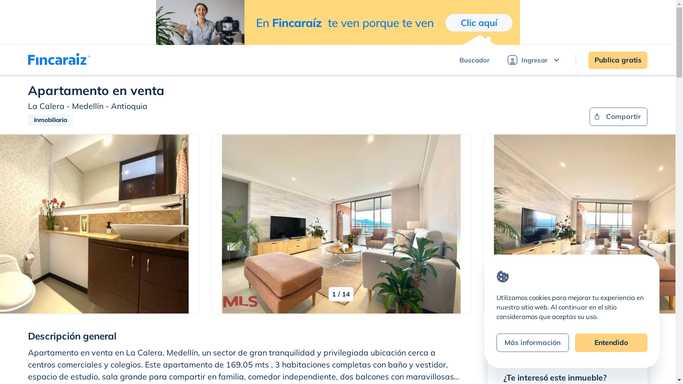 En Fincaraíz te ven porque te ven
Clic aquí
Fincaraiz
Buscador
Ingresar
Publica gratis
Apartamento en venta
La Calera - Medellín - Antioquia
Inmobiliaria
Compartir
MLS
1 / 14
Utilizamos cookies para mejorar tu experiencia en
nuestro sitio web. Al continuar en el sitio
consideramos que aceptas su uso.
Más información
Entendido
Descripción general
Apartamento en venta en La Calera, Medellín, un sector de gran tranquilidad y privilegiada ubicación cerca a
centros comerciales y colegios. Este apartamento de 169.05 mts , 3 habitaciones completas con baño y vestidor,
espacio de estudio, sala grande para compartir en familia, comedor independiente, dos balcones con maravillosas...
¿Te interesó este inmueble?